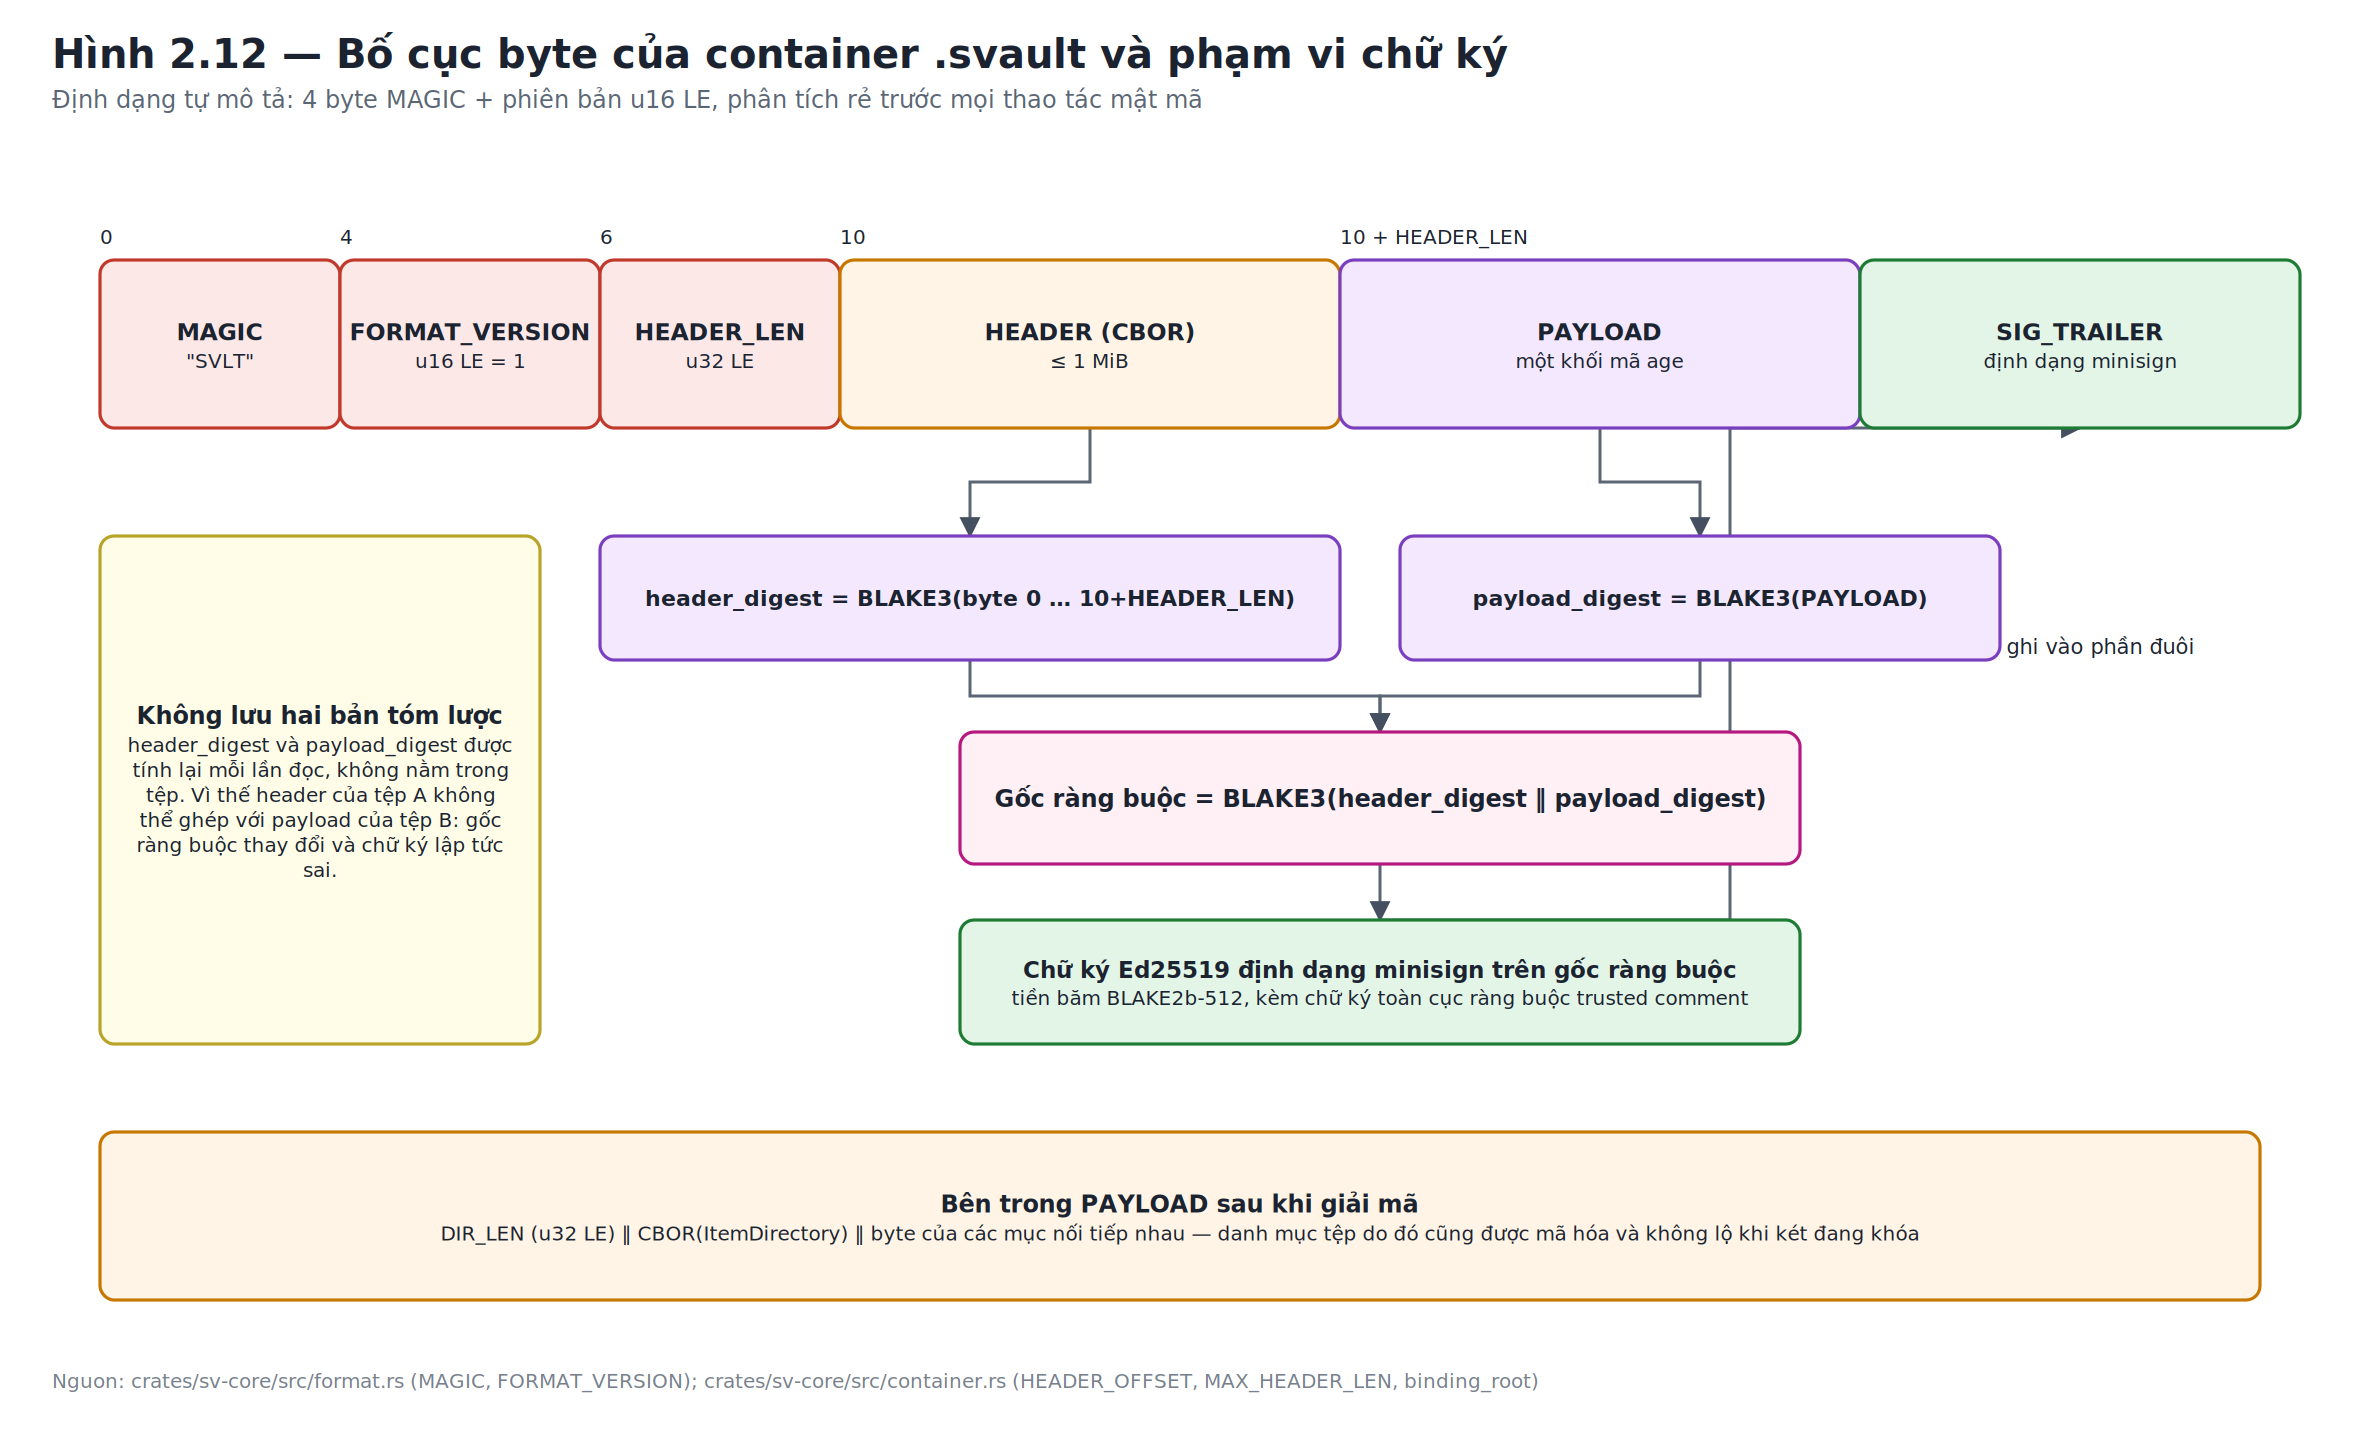 Hình 2.12 — Bố cục byte của container .svault và phạm vi chữ ký
Định dạng tự mô tả: 4 byte MAGIC + phiên bản u16 LE, phân tích rẻ trước mọi thao tác mật mã
0
4
6
10
10 + HEADER_LEN
MAGIC
"SVLT"
FORMAT_VERSION
u16 LE = 1
HEADER_LEN
u32 LE
HEADER (CBOR)
≤ 1 MiB
PAYLOAD
một khối mã age
SIG_TRAILER
định dạng minisign
header_digest = BLAKE3(byte 0 ... 10+HEADER_LEN)
payload_digest = BLAKE3(PAYLOAD)
ghi vào phần đuôi
Không lưu hai bản tóm lược
header_digest và payload_digest được
tính lại mỗi lần đọc, không nằm trong
tệp. Vì thế header của tệp A không
thể ghép với payload của tệp B: gốc
ràng buộc thay đổi và chữ ký lập tức
sai.
Gốc ràng buộc = BLAKE3(header_digest ‖ payload_digest)
Chữ ký Ed25519 định dạng minisign trên gốc ràng buộc
tiền băm BLAKE2b-512, kèm chữ ký toàn cục ràng buộc trusted comment
Bên trong PAYLOAD sau khi giải mã
DIR_LEN (u32 LE) ‖ CBOR(ItemDirectory) ‖ byte của các mục nối tiếp nhau — danh mục tệp do đó cũng được mã hóa và không lộ khi két đang khóa
Nguon: crates/sv-core/src/format.rs (MAGIC, FORMAT_VERSION); crates/sv-core/src/container.rs (HEADER_OFFSET, MAX_HEADER_LEN, binding_root)